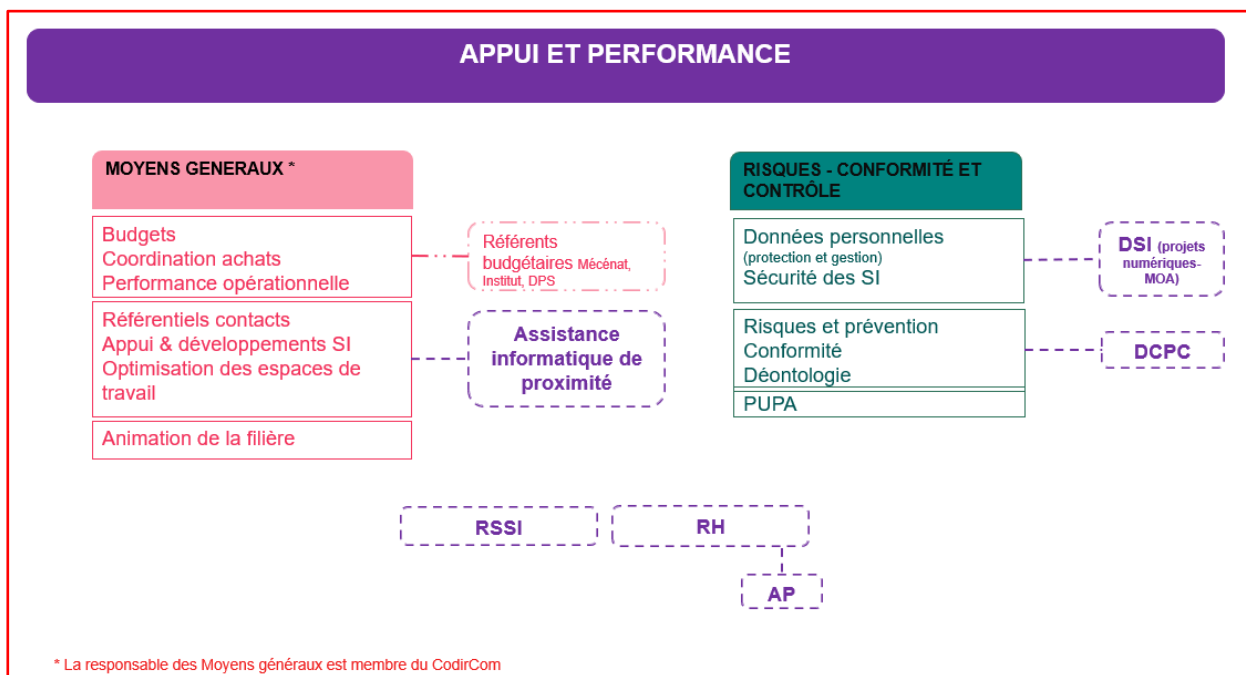 APPUI ET PERFORMANCE
MOYENS GENERAUX *
Budgets
Coordination achats
Performance opérationnelle
Référents
budgétaires Mécénat,
Institut, DPS
Référentiels contacts
Appui & développements SI
Optimisation des espaces de
travail
Assistance
informatique de
proximité
Animation de la filière
RISQUES - CONFORMITÉ ET
CONTRÔLE
Données personnelles
(protection et gestion)
Sécurité des SI
DSI (projets
numériques-
MOA)
Risques et prévention
Conformité
Déontologie
DCPC
PUPA
RSSI
RH
AP
* La responsable des Moyens généraux est membre du CodirCom